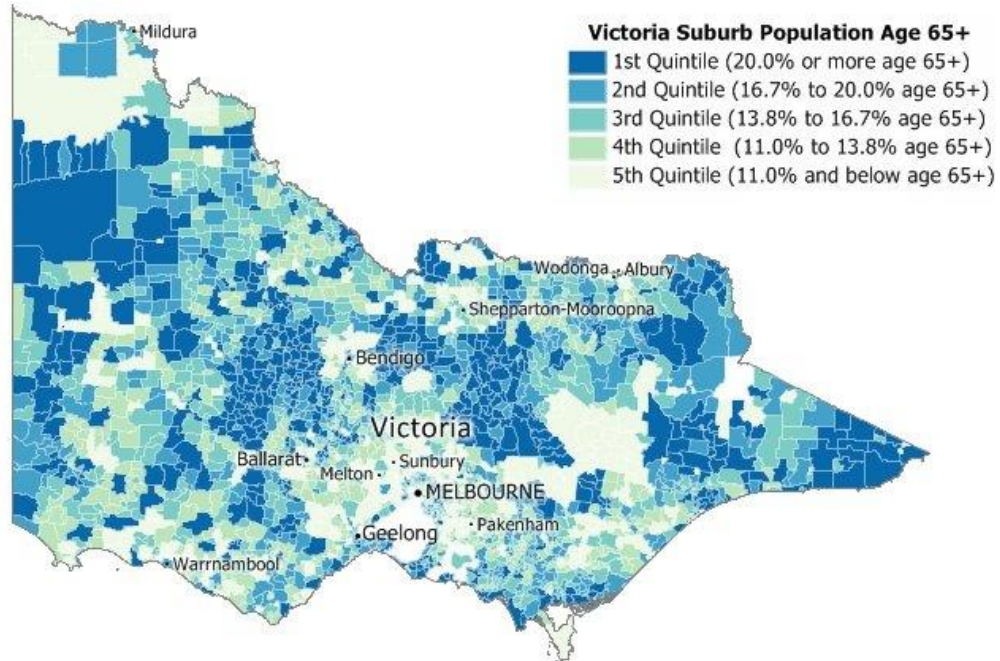 Victoria Suburb Population Age 65+
1st Quintile (20.0% or more age 65+)
2nd Quintile (16.7% to 20.0% age 65+)
3rd Quintile (13.8% to 16.7% age 65+)
4th Quintile (11.0% to 13.8% age 65+)
5th Quintile (11.0% and below age 65+)
Mildura
Wodonga
Albury
Shepparton-Mooroopna
Bendigo
Victoria
Ballarat
Sunbury
Melton
MELBOURNE
Pakenham
Geelong
Warrnambool